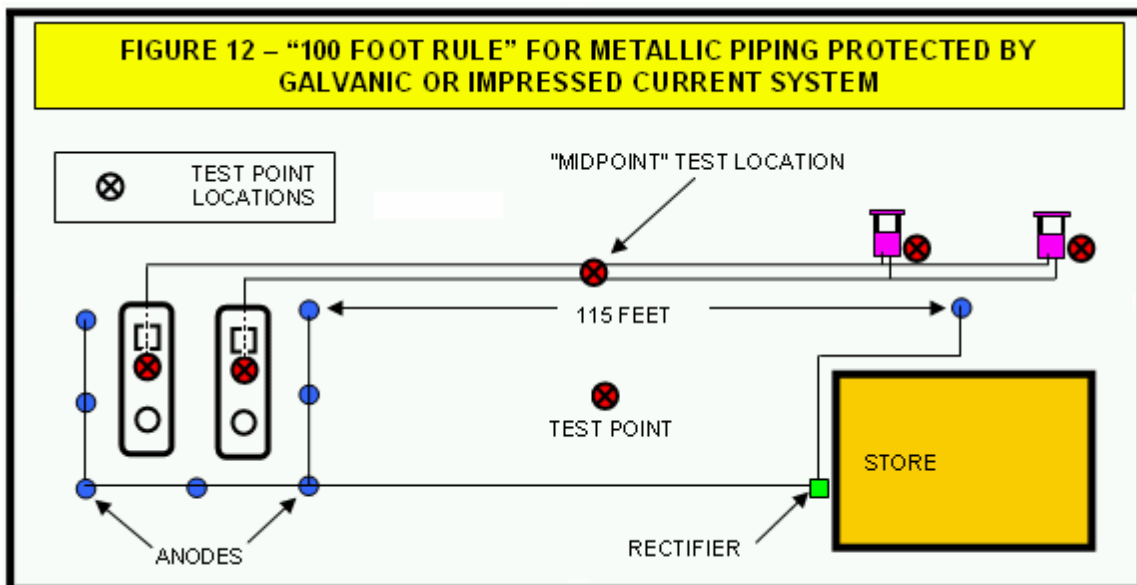 FIGURE 12 – “100 FOOT RULE” FOR METALLIC PIPING PROTECTED BY
GALVANIC OR IMPRESSED CURRENT SYSTEM
TEST POINT
LOCATIONS
"MIDPOINT" TEST LOCATION
115 FEET
TEST POINT
STORE
ANODES
RECTIFIER